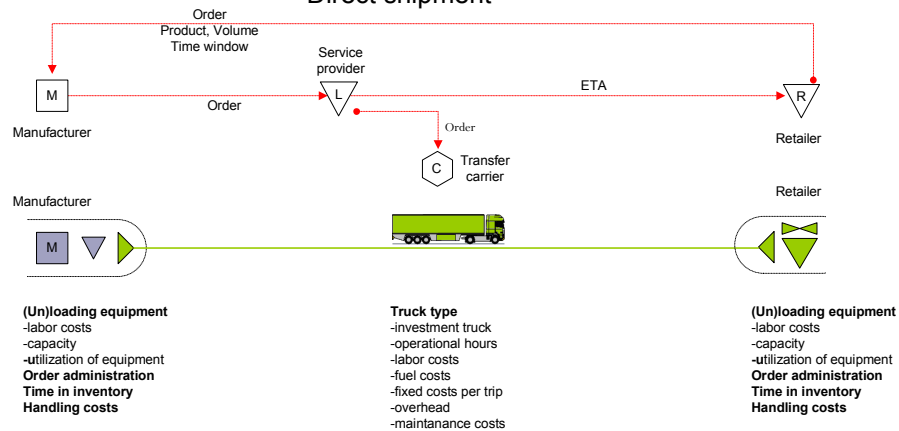 Direct shipment
Order
Product, Volume
Time window
Service
provider
M
L
ETA
R
Order
Manufacturer
Order
Retailer
C
Transfer
carrier
Manufacturer
Retailer
M
(Un)loading equipment
-labor costs
-capacity
-utilization of equipment
Order administration
Time in inventory
Handling costs
Truck type
-investment truck
-operational hours
-labor costs
-fuel costs
-fixed costs per trip
-overhead
-maintanance costs
(Un)loading equipment
-labor costs
-capacity
-utilization of equipment
Order administration
Time in inventory
Handling costs